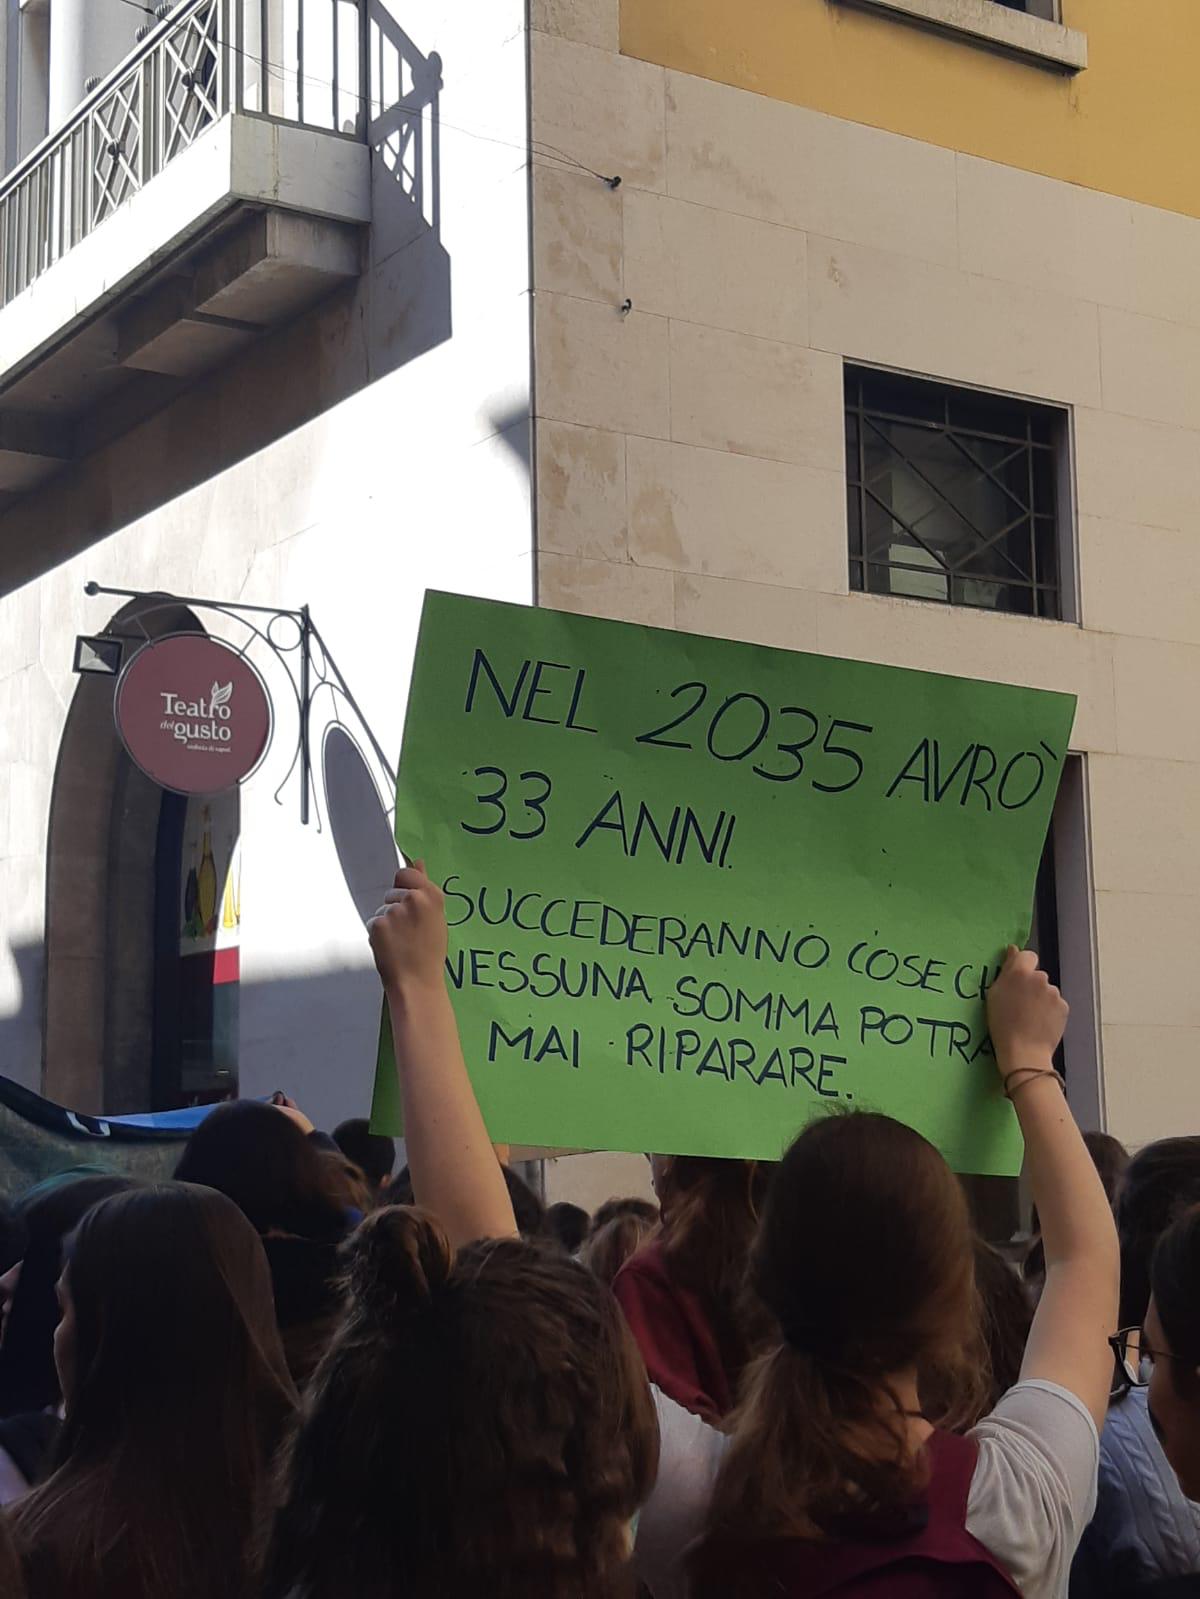 Teatro
del gusto
NEL 2035 AVRÒ
33 ANNI.
SUCCEDERANNO COSE CH
NESSUNA SOMMA POTRA
MAI RIPARARE.